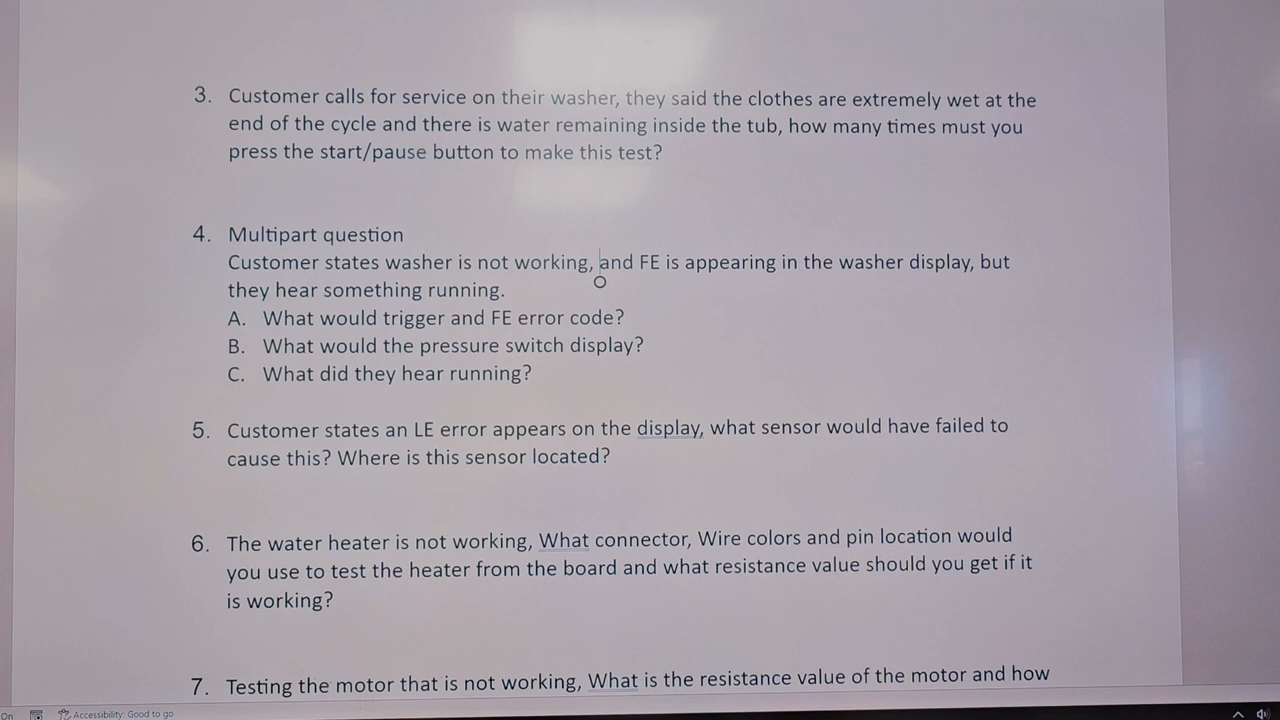 3. Customer calls for service on their washer, they said the clothes are extremely wet at the
end of the cycle and there is water remaining inside the tub, how many times must you
press the start/pause button to make this test?
4. Multipart question
Customer states washer is not working, and FE is appearing in the washer display, but
they hear something running.
A. What would trigger and FE error code?
B. What would the pressure switch display?
C. What did they hear running?
5. Customer states an LE error appears on the display, what sensor would have failed to
cause this? Where is this sensor located?
6. The water heater is not working, What connector, Wire colors and pin location would
you use to test the heater from the board and what resistance value should you get if it
is working?
7. Testing the motor that is not working, What is the resistance value of the motor and how
On Accessibility: Good to go